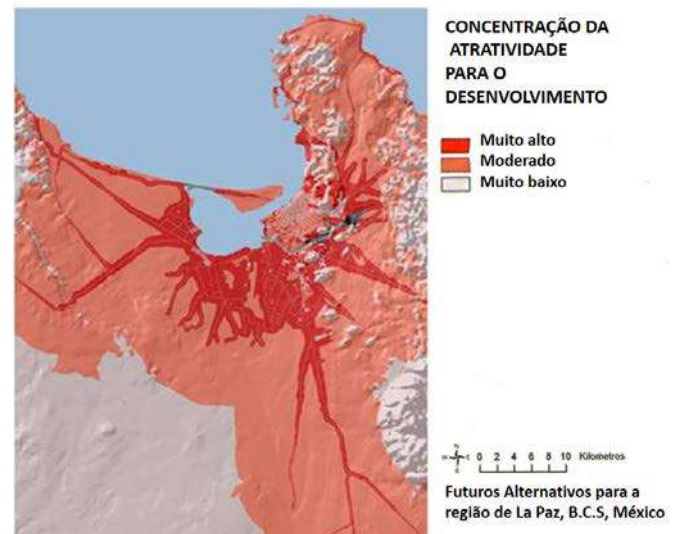 CONCENTRAÇÃO DA
ATRATIVIDADE
PARA O
DESENVOLVIMENTO
Muito alto
Moderado
Muito baixo
N
S
0 2 4 6 8 10 Kilometros
Futuros Alternativos para a
região de La Paz, B.C.S, México